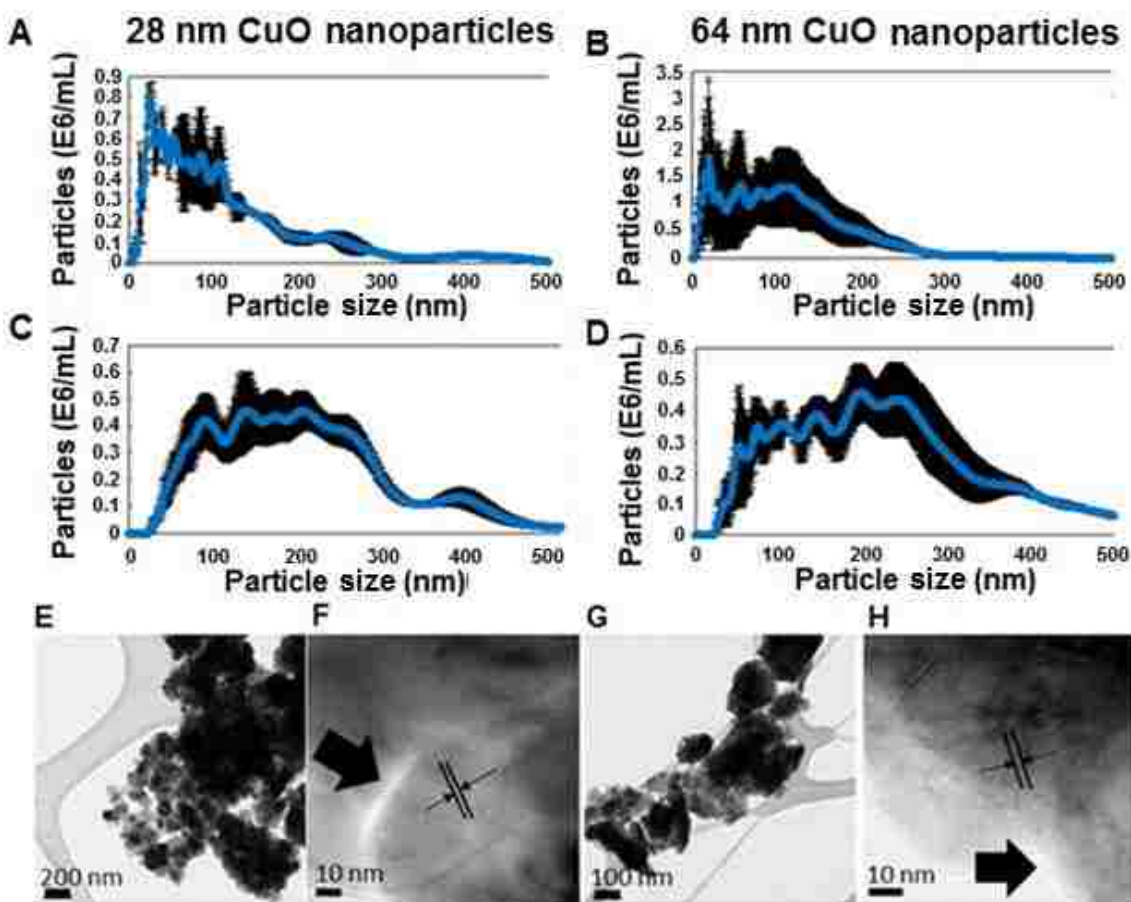 A 28 nm CuO nanoparticles
B 64 nm CuO nanoparticles
Particles (E6/mL)
0.9
0.8
0.7
0.6
0.5
0.4
0.3
0.2
0.1
0
0 100 200 300 400 500
Particle size (nm)
Particles (E6/mL)
3.5
3
2.5
2
1.5
1
0.5
0
0 100 200 300 400 500
Particle size (nm)
C
Particles (E6/mL)
0.7
0.6
0.5
0.4
0.3
0.2
0.1
0
0 100 200 300 400 500
Particle size (nm)
D
Particles (E6/mL)
0.6
0.5
0.4
0.3
0.2
0.1
0
0 100 200 300 400 500
Particle size (nm)
E
200 nm
F
10 nm
G
100 nm
H
10 nm